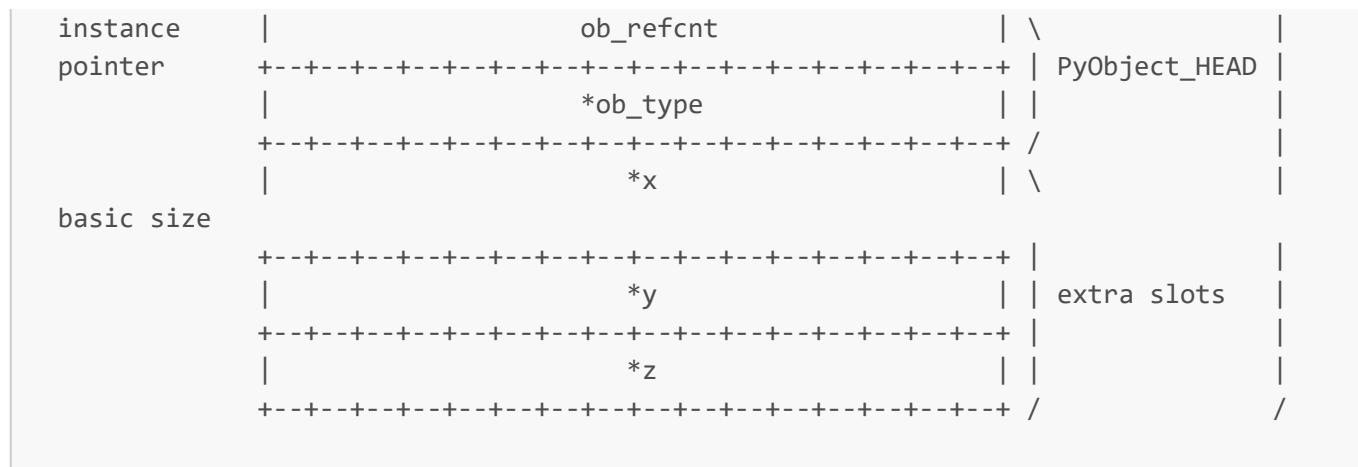 instance      |                    ob_refcnt                  | \               |
pointer       +--+--+--+--+--+--+--+--+--+--+--+--+--+--+--+--+ | PyObject_HEAD |
              |                    *ob_type                   | |               |
              +--+--+--+--+--+--+--+--+--+--+--+--+--+--+--+--+ /               |
              |                       *x                      | \               |
basic size
              +--+--+--+--+--+--+--+--+--+--+--+--+--+--+--+--+ |               |
              |                       *y                      | | extra slots   |
              +--+--+--+--+--+--+--+--+--+--+--+--+--+--+--+--+ |               |
              |                       *z                      | |               |
              +--+--+--+--+--+--+--+--+--+--+--+--+--+--+--+--+ /               /